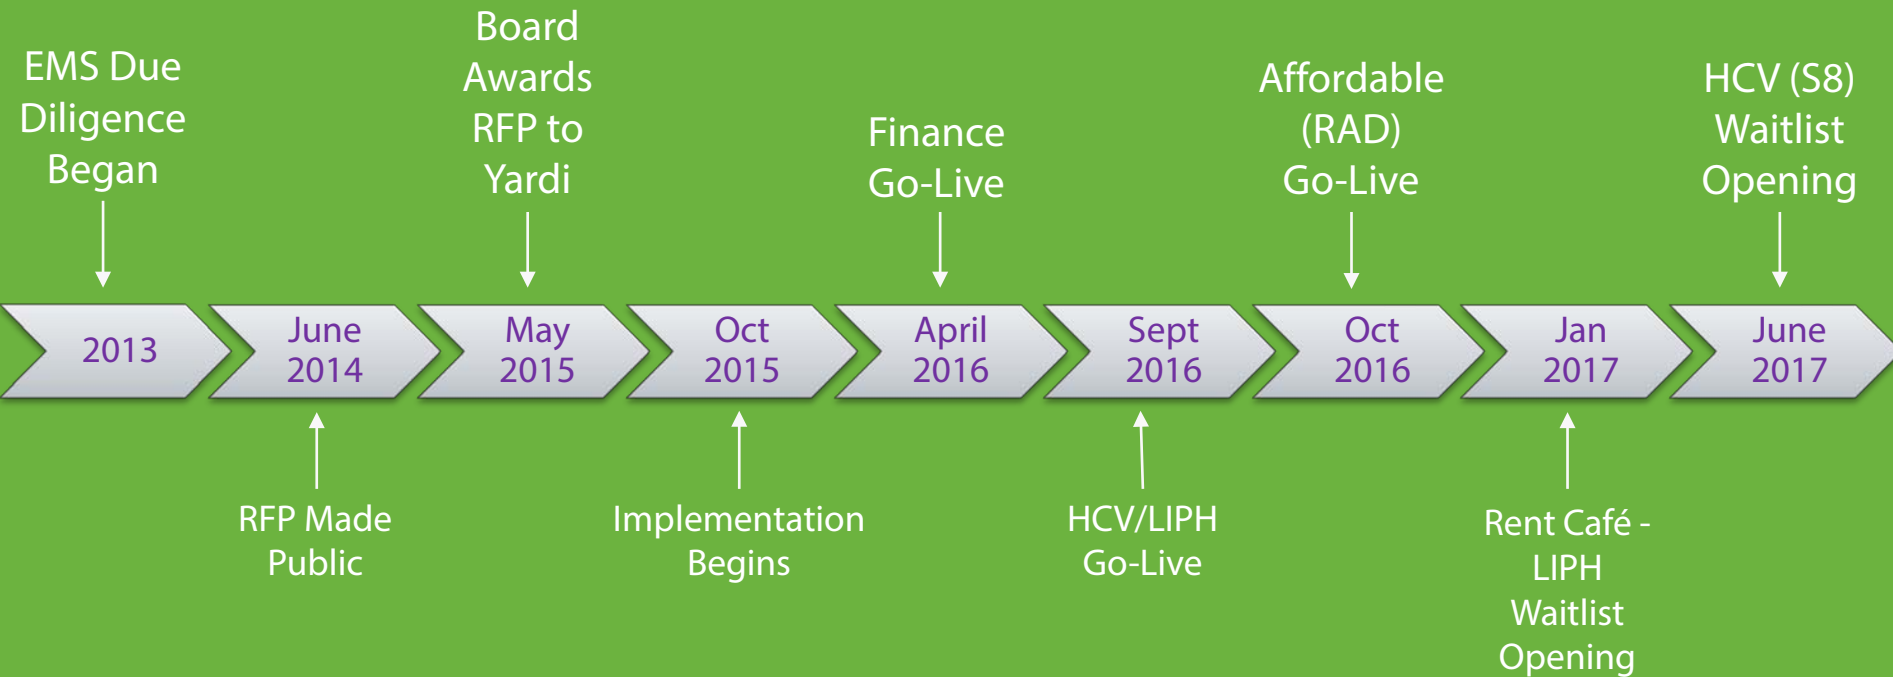 EMS Due
Diligence
Began
Board
Awards
RFP to
Yardi
Finance
Go-Live
Affordable
(RAD)
Go-Live
HCV (S8)
Waitlist
Opening
2013
June
2014
May
2015
Oct
2015
April
2016
Sept
2016
Oct
2016
Jan
2017
June
2017
RFP Made
Public
Implementation
Begins
HCV/LIPH
Go-Live
Rent Café -
LIPH
Waitlist
Opening